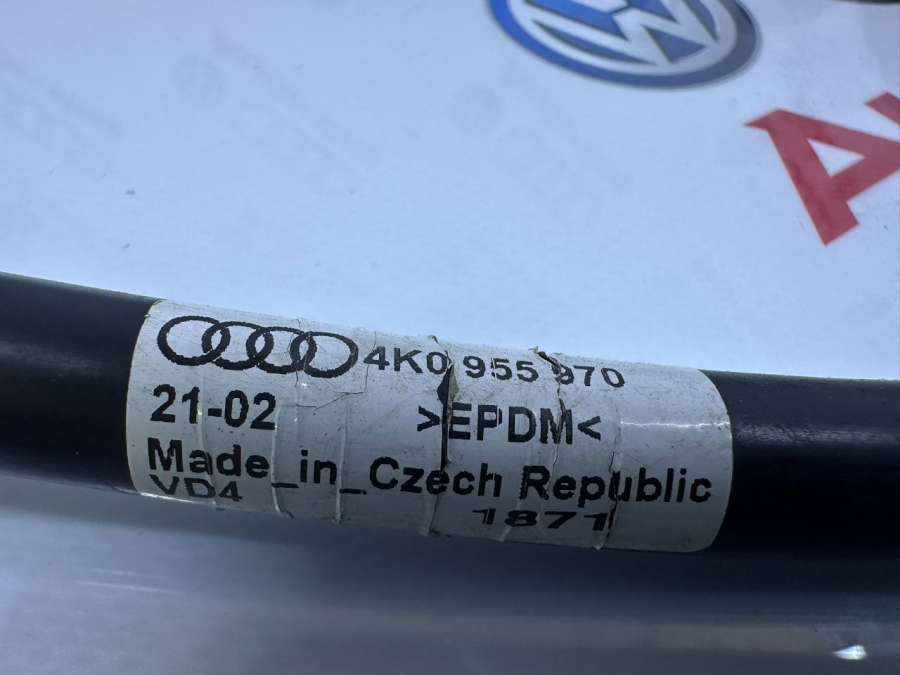 4K0 955 970
21-02 >EPDM<
Made_in_Czech Republic
VD4 1871